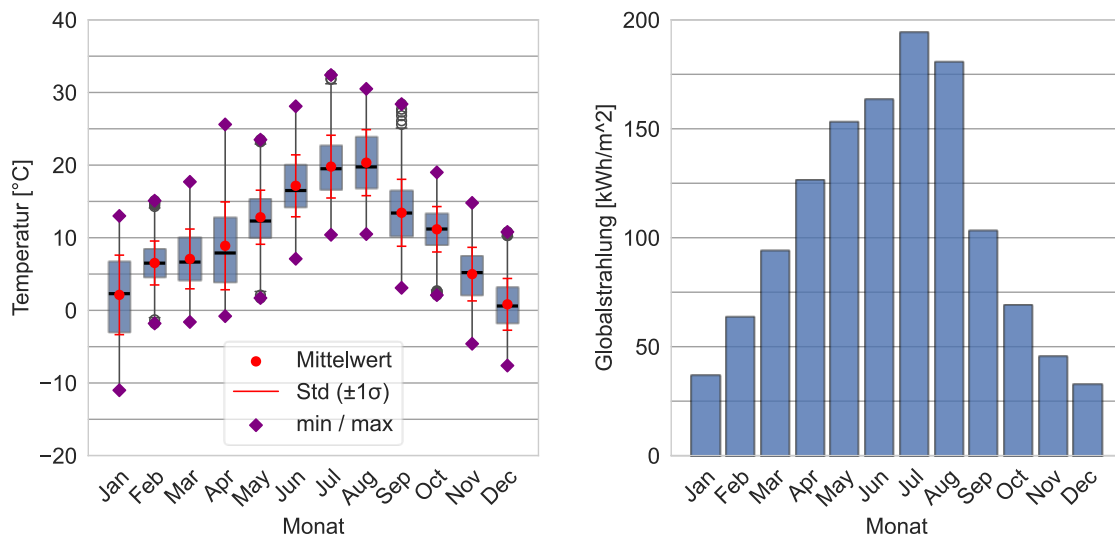 40
30
20
10
0
−10
−20
Temperatur [°C]
Mittelwert
Std (±1σ)
min / max
Jan
Feb
Mar
Apr
May
Jun
Jul
Aug
Sep
Oct
Nov
Dec
Monat
200
150
100
50
0
Globalstrahlung [kWh/m^2]
Jan
Feb
Mar
Apr
May
Jun
Jul
Aug
Sep
Oct
Nov
Dec
Monat